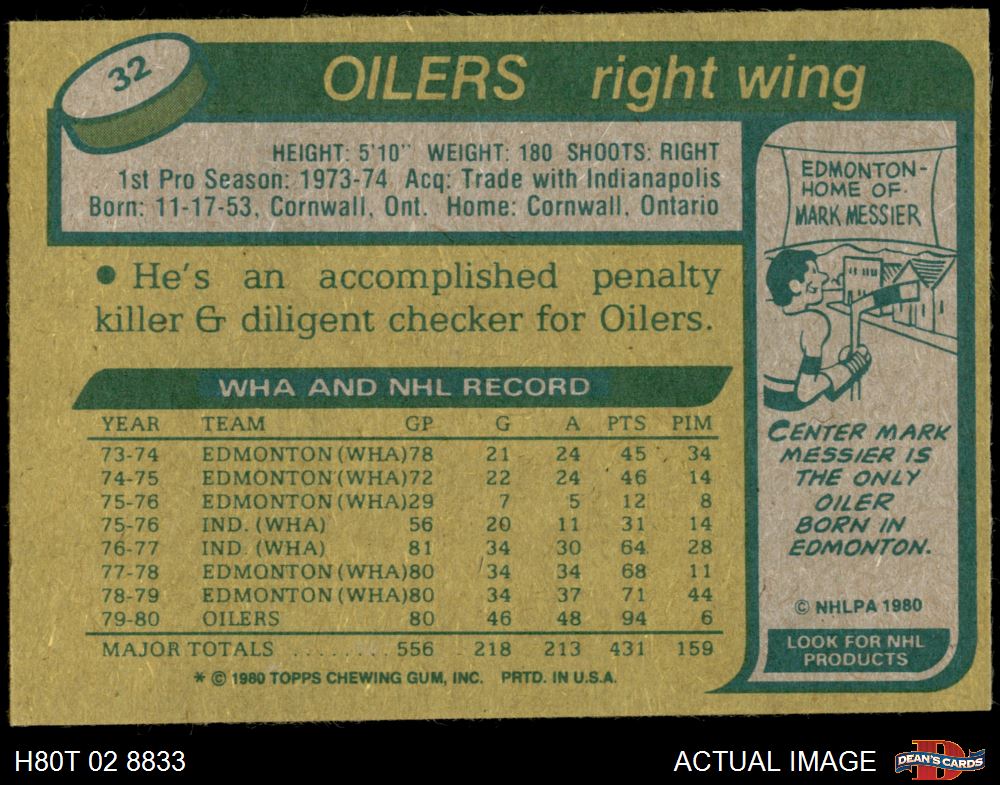 32
OILERS right wing
HEIGHT: 5'10" WEIGHT: 180 SHOOTS: RIGHT
1st Pro Season: 1973-74 Acq: Trade with Indianapolis
Born: 11-17-53, Cornwall, Ont. Home: Cornwall, Ontario
● He's an accomplished penalty
killer & diligent checker for Oilers.
WHA AND NHL RECORD
YEAR TEAM GP G A PTS PIM
73-74 EDMONTON (WHA) 78 21 24 45 34
74-75 EDMONTON (WHA) 72 22 24 46 14
75-76 EDMONTON (WHA) 29 7 5 12 8
75-76 IND. (WHA) 56 20 11 31 14
76-77 IND. (WHA) 81 34 30 64 28
77-78 EDMONTON (WHA) 80 34 34 68 11
78-79 EDMONTON (WHA) 80 34 37 71 44
79-80 OILERS 80 46 48 94 6
MAJOR TOTALS ........ 556 218 213 431 159
* © 1980 TOPPS CHEWING GUM, INC. PRTD. IN U.S.A.
EDMONTON-
HOME OF
MARK MESSIER
CENTER MARK
MESSIER IS
THE ONLY
OILER
BORN IN
EDMONTON.
© NHLPA 1980
LOOK FOR NHL
PRODUCTS
H80T 02 8833
ACTUAL IMAGE
D
DEAN'S CARDS